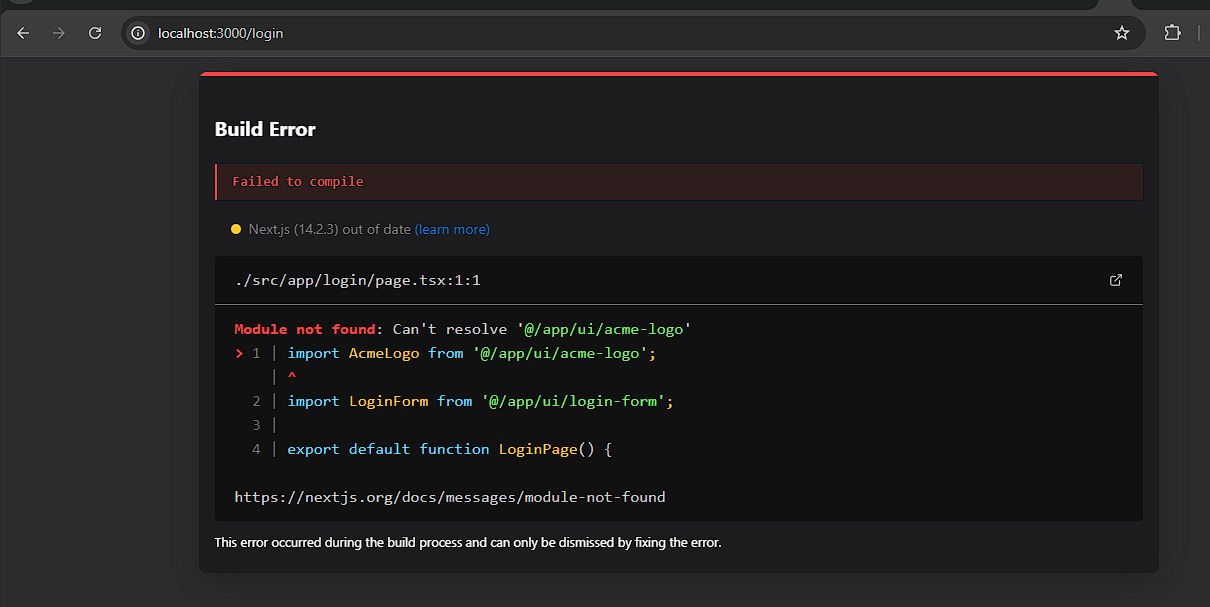 localhost:3000/login
Build Error
Failed to compile
Next.js (14.2.3) out of date (learn more)
./src/app/login/page.tsx:1:1
Module not found: Can't resolve '@/app/ui/acme-logo'
> 1 | import AcmeLogo from '@/app/ui/acme-logo';
| ^
2 | import LoginForm from '@/app/ui/login-form';
3 |
4 | export default function LoginPage() {
https://nextjs.org/docs/messages/module-not-found
This error occurred during the build process and can only be dismissed by fixing the error.